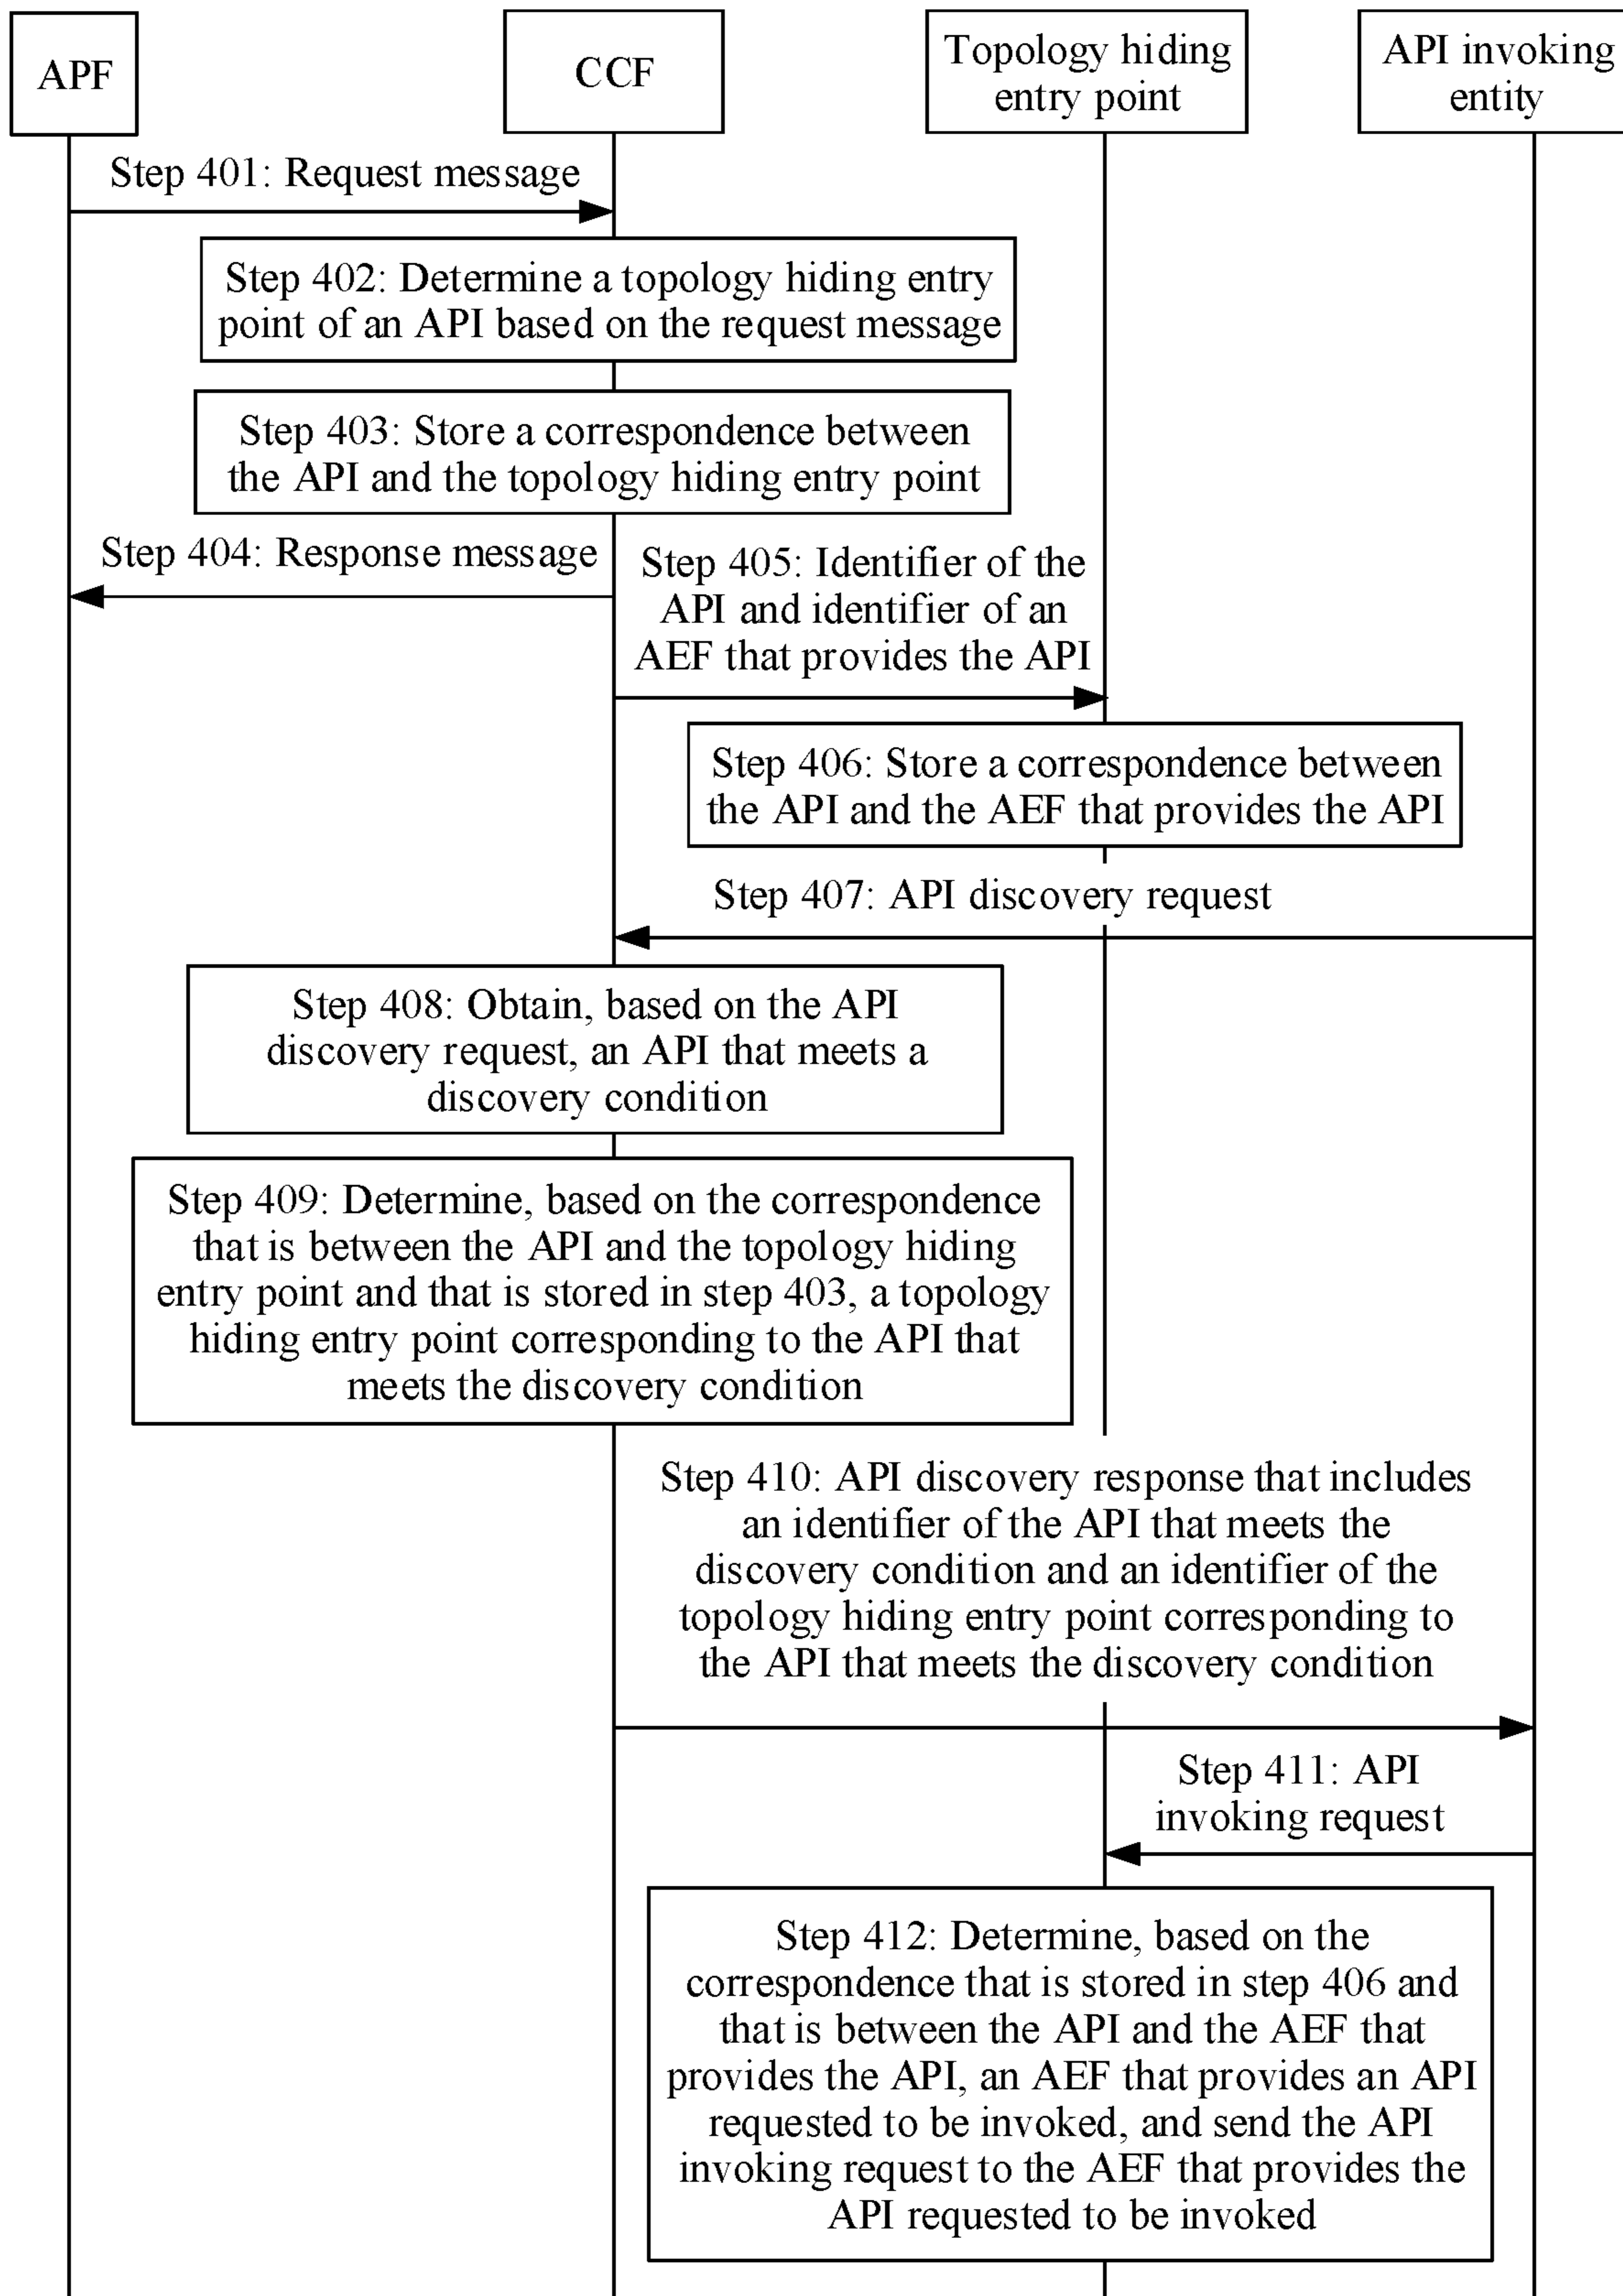 APF
CCF
Topology hiding
entry point
API invoking
entity
Step 401: Request message
Step 402: Determine a topology hiding entry
point of an API based on the request message
Step 403: Store a correspondence between
the API and the topology hiding entry point
Step 404: Response message
Step 405: Identifier of the
API and identifier of an
AEF that provides the API
Step 406: Store a correspondence between
the API and the AEF that provides the API
Step 407: API discovery request
Step 408: Obtain, based on the API
discovery request, an API that meets a
discovery condition
Step 409: Determine, based on the correspondence
that is between the API and the topology hiding
entry point and that is stored in step 403, a topology
hiding entry point corresponding to the API that
meets the discovery condition
Step 410: API discovery response that includes
an identifier of the API that meets the
discovery condition and an identifier of the
topology hiding entry point corresponding to
the API that meets the discovery condition
Step 411: API
invoking request
Step 412: Determine, based on the
correspondence that is stored in step 406 and
that is between the API and the AEF that
provides the API, an AEF that provides an API
requested to be invoked, and send the API
invoking request to the AEF that provides the
API requested to be invoked